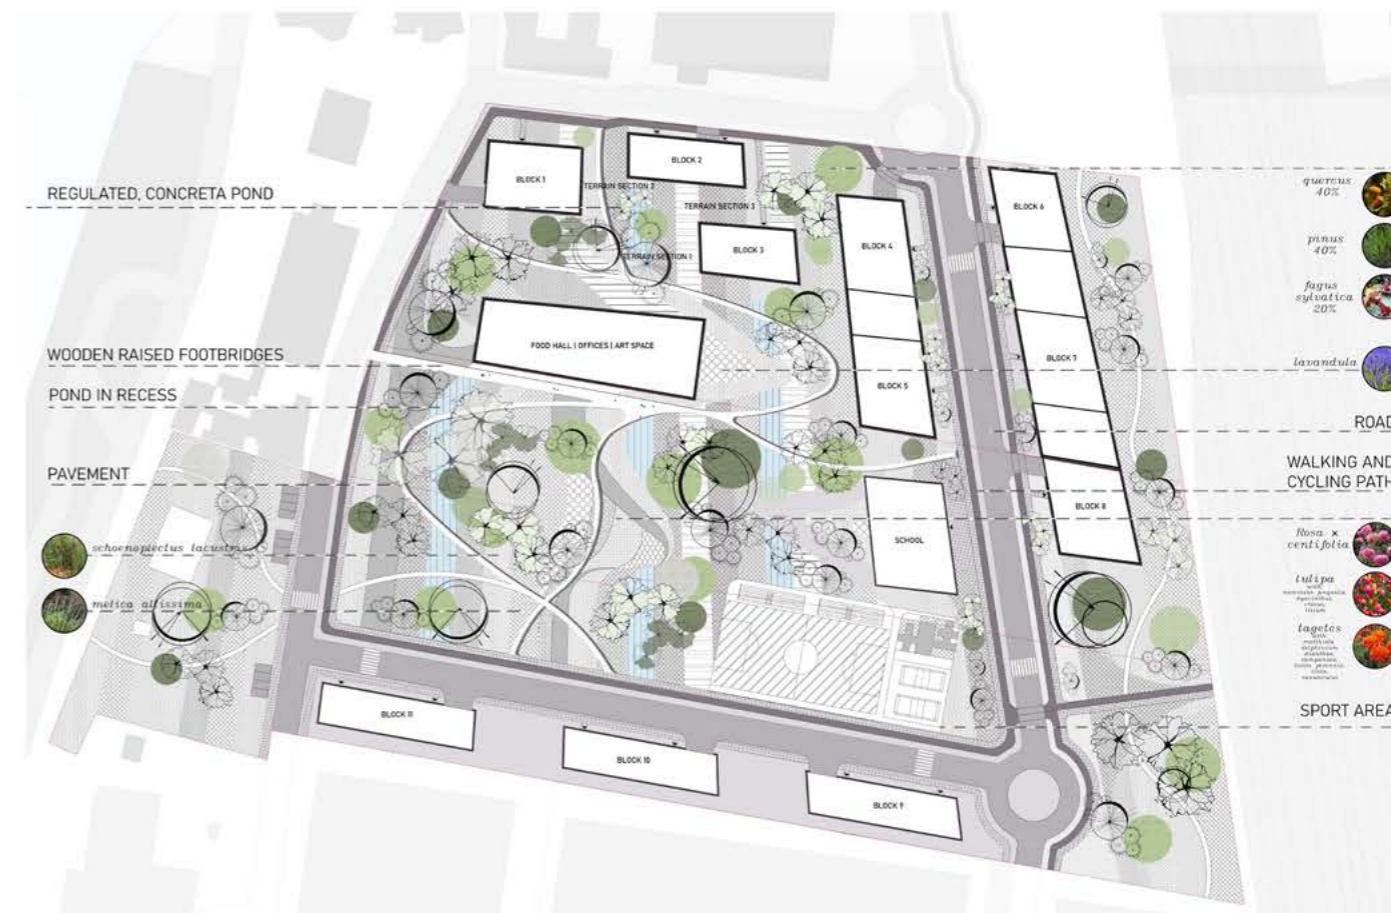 REGULATED, CONCRETA POND
WOODEN RAISED FOOTBRIDGES
POND IN RECESS
PAVEMENT
schoenoplectus lacustris
melica altissima
BLOCK 1
BLOCK 2
TERRAIN SECTION 2
TERRAIN SECTION 3
TERRAIN SECTION 1
BLOCK 3
BLOCK 4
BLOCK 5
BLOCK 6
BLOCK 7
BLOCK 8
FOOD HALL | OFFICES | ART SPACE
SCHOOL
BLOCK 11
BLOCK 10
BLOCK 9
quercus
40%
pinus
40%
fagus
sylvatica
20%
lavandula
ROAD
WALKING AND
CYCLING PATH
Rosa ×
centifolia
tulipa
tagetes
SPORT AREA